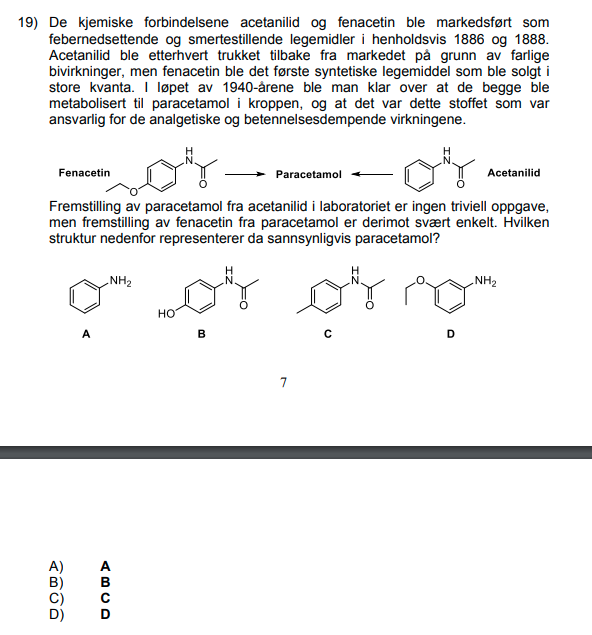 19) De kjemiske forbindelsene acetanilid og fenacetin ble markedsført som
febernedsettende og smertestillende legemidler i henholdsvis 1886 og 1888.
Acetanilid ble etterhvert trukket tilbake fra markedet på grunn av farlige
bivirkninger, men fenacetin ble det første syntetiske legemiddel som ble solgt i
store kvanta. I løpet av 1940-årene ble man klar over at de begge ble
metabolisert til paracetamol i kroppen, og at det var dette stoffet som var
ansvarlig for de analgetiske og betennelsesdempende virkningene.
H
N
O
O
H
N
O
Fenacetin Paracetamol Acetanilid
Fremstilling av paracetamol fra acetanilid i laboratoriet er ingen triviell oppgave,
men fremstilling av fenacetin fra paracetamol er derimot svært enkelt. Hvilken
struktur nedenfor representerer da sannsynligvis paracetamol?
NH2
H
N
O
HO
H
N
O
O
NH2
A B C D
7
A) A
B) B
C) C
D) D